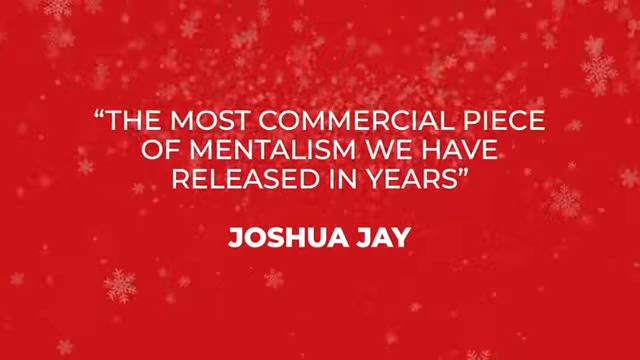 “THE MOST COMMERCIAL PIECE
OF MENTALISM WE HAVE
RELEASED IN YEARS”
JOSHUA JAY